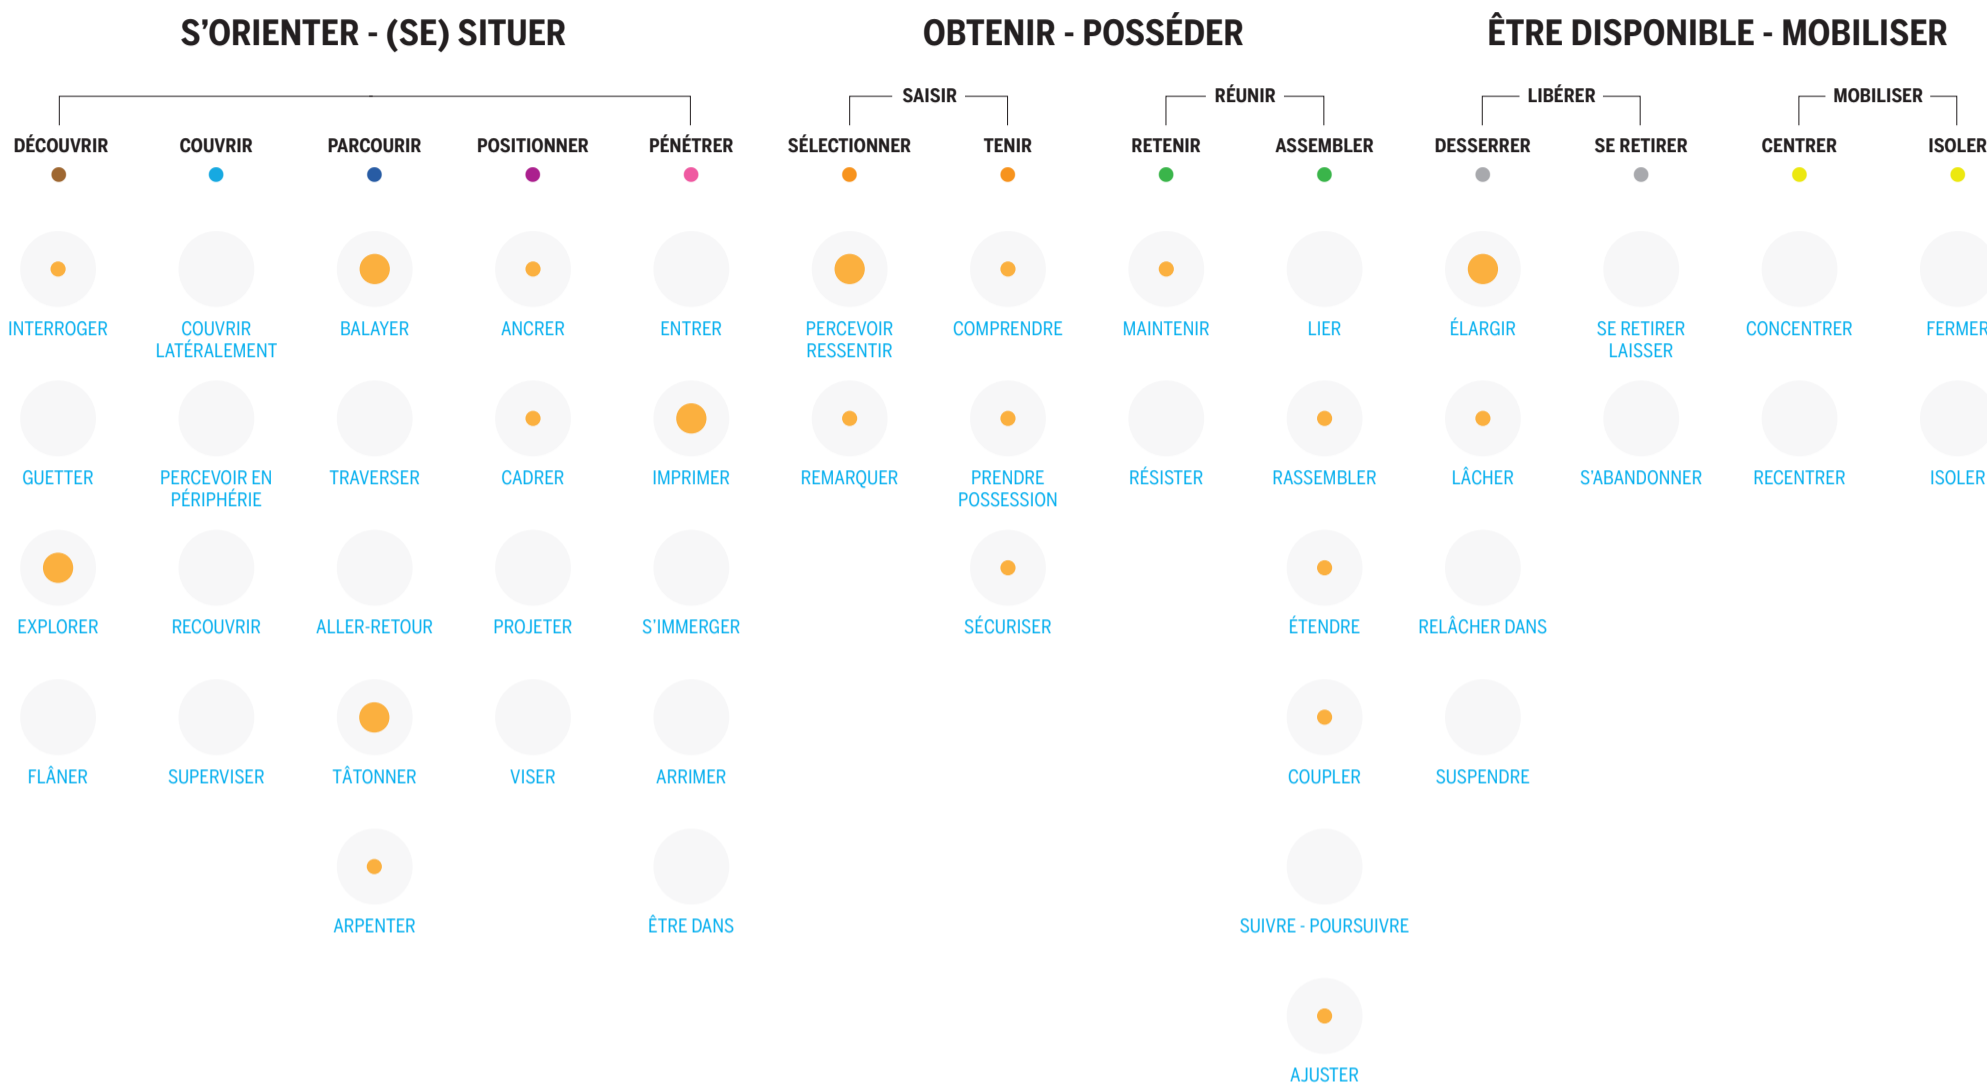 S’ORIENTER - (SE) SITUER
OBTENIR - POSSÉDER
ÊTRE DISPONIBLE - MOBILISER
SAISIR
RÉUNIR
LIBÉRER
MOBILISER
DÉCOUVRIR
COUVRIR
PARCOURIR
POSITIONNER
PÉNÉTRER
SÉLECTIONNER
TENIR
RETENIR
ASSEMBLER
DESSERRER
SE RETIRER
CENTRER
ISOLER
INTERROGER
COUVRIR
LATÉRALEMENT
BALAYER
ANCRER
ENTRER
PERCEVOIR
RESSENTIR
COMPRENDRE
MAINTENIR
LIER
ÉLARGIR
SE RETIRER
LAISSER
CONCENTRER
FERMER
GUETTER
PERCEVOIR EN
PÉRIPHÉRIE
TRAVERSER
CADRER
IMPRIMER
REMARQUER
PRENDRE
POSSESSION
RÉSISTER
RASSEMBLER
LÂCHER
S’ABANDONNER
RECENTRER
ISOLER
EXPLORER
RECOUVRIR
ALLER-RETOUR
PROJETER
S’IMMERGER
SÉCURISER
ÉTENDRE
RELÂCHER DANS
FLÂNER
SUPERVISER
TÂTONNER
VISER
ARRIMER
COUPLER
SUSPENDRE
ARPENTER
ÊTRE DANS
SUIVRE - POURSUIVRE
AJUSTER